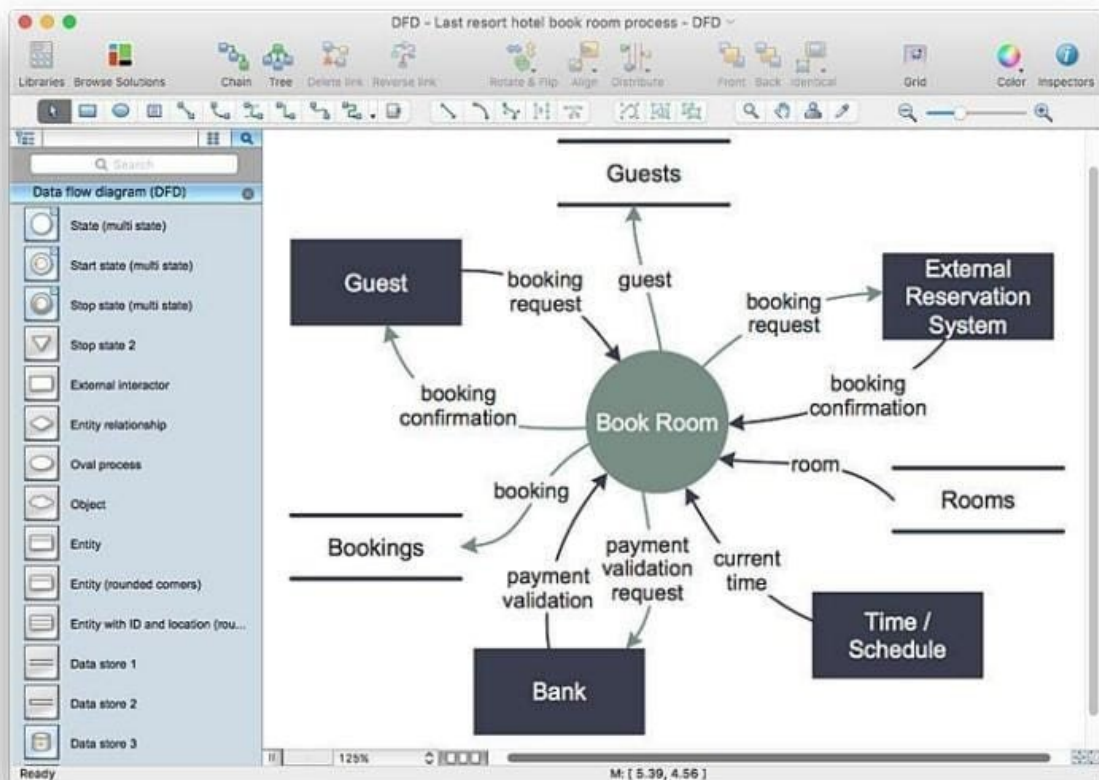 DFD - Last resort hotel book room process - DFD
Libraries Browse Solutions Chain Tree Delete link Reverse link Rotate & Flip Align Distribute Front Back Identical Grid Color Inspectors
Search
Data flow diagram (DFD)
State (multi state)
Start state (multi state)
Stop state (multi state)
Stop state 2
External interactor
Entity relationship
Oval process
Object
Entity
Entity (rounded corners)
Entity with ID and location (rou...
Data store 1
Data store 2
Data store 3
Guests
Guest
booking
request
guest
booking
request
External
Reservation
System
booking
confirmation
booking
confirmation
Book Room
room
Rooms
booking
Bookings
payment
validation
payment
validation
request
current
time
Time /
Schedule
Bank
125%
Ready
M: [ 5.39, 4.56 ]